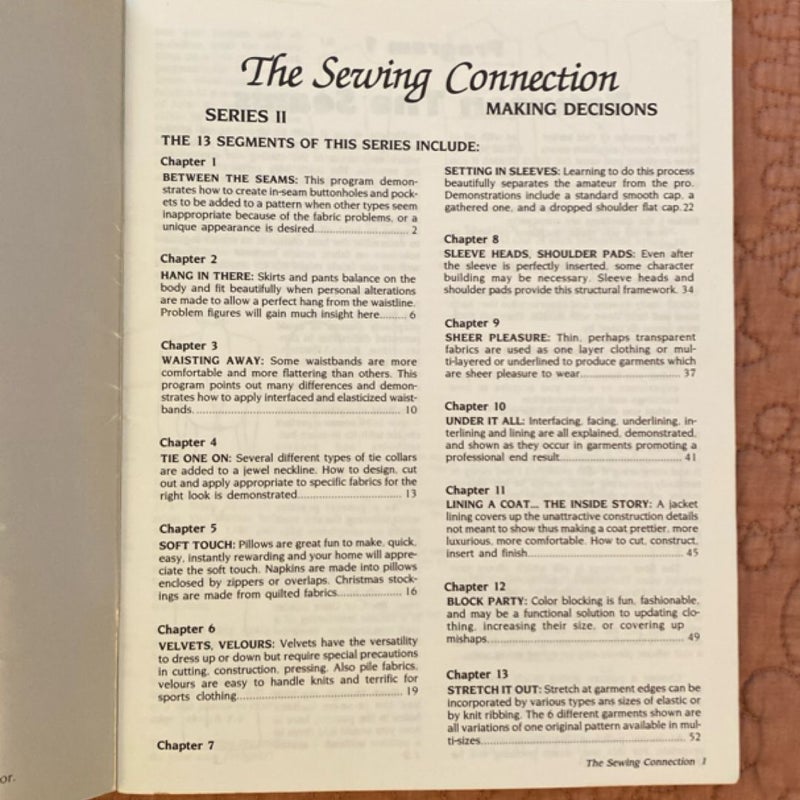 The Sewing Connection
SERIES II
MAKING DECISIONS
THE 13 SEGMENTS OF THIS SERIES INCLUDE:
Chapter 1
BETWEEN THE SEAMS: This program demon-
strates how to create in-seam buttonholes and pock-
ets to be added to a pattern when other types seem
inappropriate because of the fabric problems, or a
unique appearance is desired.............................. 2
Chapter 2
HANG IN THERE: Skirts and pants balance on the
body and fit beautifully when personal alterations
are made to allow a perfect hang from the waistline.
Problem figures will gain much insight here......... 6
Chapter 3
WAISTING AWAY: Some waistbands are more
comfortable and more flattering than others. This
program points out many differences and demon-
strates how to apply interfaced and elasticized waist-
bands............................................................ 10
Chapter 4
TIE ONE ON: Several different types of tie collars
are added to a jewel neckline. How to design, cut
out and apply appropriate to specific fabrics for the
right look is demonstrated................................ 13
Chapter 5
SOFT TOUCH: Pillows are great fun to make, quick,
easy, instantly rewarding and your home will appre-
ciate the soft touch. Napkins are made into pillows
enclosed by zippers or overlaps. Christmas stock-
ings are made from quilted fabrics................... 16
Chapter 6
VELVETS, VELOURS: Velvets have the versatility
to dress up or down but require special precautions
in cutting, construction, pressing. Also pile fabrics,
velours are easy to handle knits and terrific for
sports clothing................................................ 19
Chapter 7
SETTING IN SLEEVES: Learning to do this process
beautifully separates the amateur from the pro.
Demonstrations include a standard smooth cap, a
gathered one, and a dropped shoulder flat cap.22
Chapter 8
SLEEVE HEADS, SHOULDER PADS: Even after
the sleeve is perfectly inserted, some character
building may be necessary. Sleeve heads and
shoulder pads provide this structural framework. 34
Chapter 9
SHEER PLEASURE: Thin, perhaps transparent
fabrics are used as one layer clothing or mul-
ti-layered or underlined to produce garments which
are sheer pleasure to wear................................ 37
Chapter 10
UNDER IT ALL: Interfacing, facing, underlining, in-
terlining and lining are all explained, demonstrated,
and shown as they occur in garments promoting a
professional end result..................................... 41
Chapter 11
LINING A COAT... THE INSIDE STORY: A jacket
lining covers up the unattractive construction details
not meant to show thus making a coat prettier, more
luxurious, more comfortable. How to cut, construct,
insert and finish............................................. 45
Chapter 12
BLOCK PARTY: Color blocking is fun, fashionable,
and may be a functional solution to updating clo-
thing, increasing their size, or covering up
mishaps......................................................... 49
Chapter 13
STRETCH IT OUT: Stretch at garment edges can be
incorporated by various types ans sizes of elastic or
by knit ribbing. The 6 different garments shown are
all variations of one original pattern available in mul-
ti-sizes.......................................................... 52
The Sewing Connection 1
or.